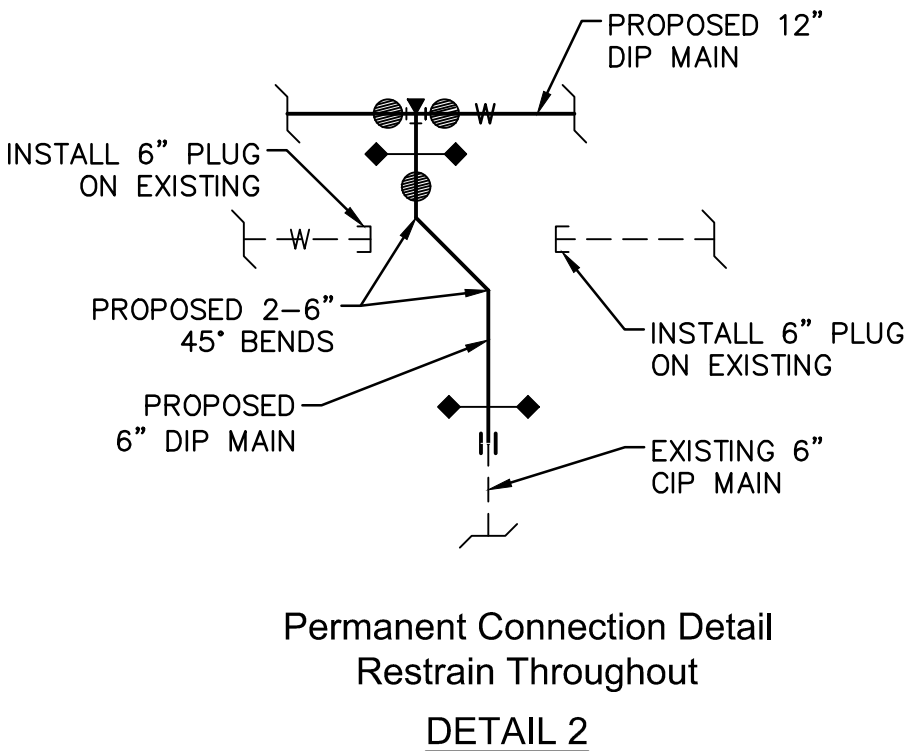 PROPOSED 12”
DIP MAIN
INSTALL 6” PLUG
ON EXISTING
W
W
PROPOSED 2–6”
45° BENDS
INSTALL 6” PLUG
ON EXISTING
PROPOSED
6” DIP MAIN
EXISTING 6”
CIP MAIN
Permanent Connection Detail
Restrain Throughout
DETAIL 2